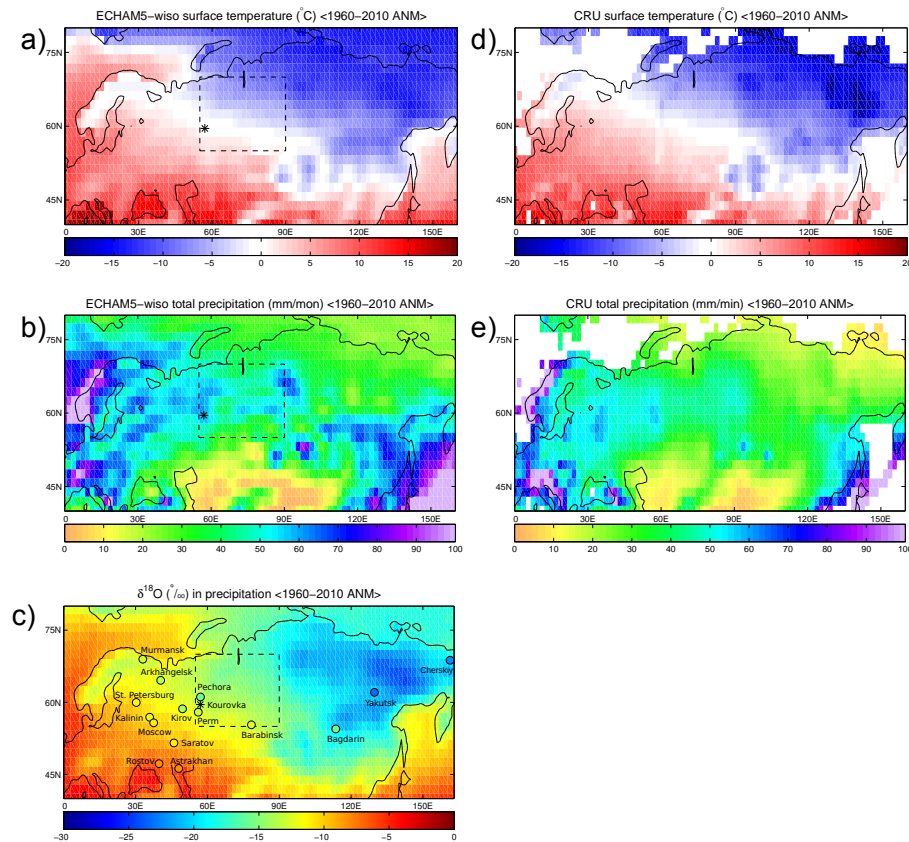 a)
ECHAM5−wiso surface temperature (°C) <1960−2010 ANM>
75N
60N
45N
0 30E 60E 90E 120E 150E
−20 −15 −10 −5 0 5 10 15 20
d)
CRU surface temperature (°C) <1960−2010 ANM>
75N
60N
45N
0 30E 60E 90E 120E 150E
−20 −15 −10 −5 0 5 10 15 20
b)
ECHAM5−wiso total precipitation (mm/mon) <1960−2010 ANM>
75N
60N
45N
0 30E 60E 90E 120E 150E
0 10 20 30 40 50 60 70 80 90 100
e)
CRU total precipitation (mm/min) <1960−2010 ANM>
75N
60N
45N
0 30E 60E 90E 120E 150E
0 10 20 30 40 50 60 70 80 90 100
c)
δ18O (°/∞) in precipitation <1960−2010 ANM>
75N
60N
45N
Murmansk
Arkhangelsk
Cherskiy
Pechora
St. Petersburg
Kourovka
Yakutsk
Kalinin
Kirov
Perm
Moscow
Barabinsk
Bagdarin
Saratov
Rostov
Astrakhan
0 30E 60E 90E 120E 150E
−30 −25 −20 −15 −10 −5 0